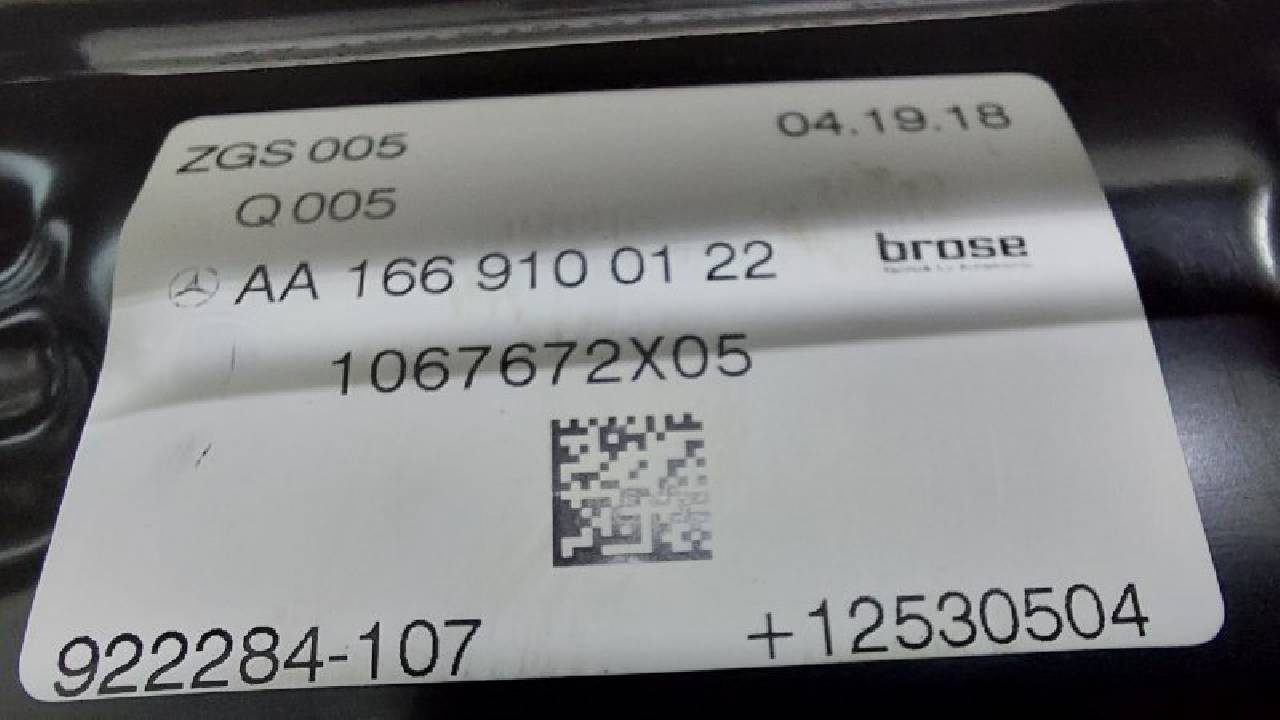 ZGS 005
04.19.18
Q 005
AA 166 910 01 22
brose
1067672X05
922284-107
+12530504